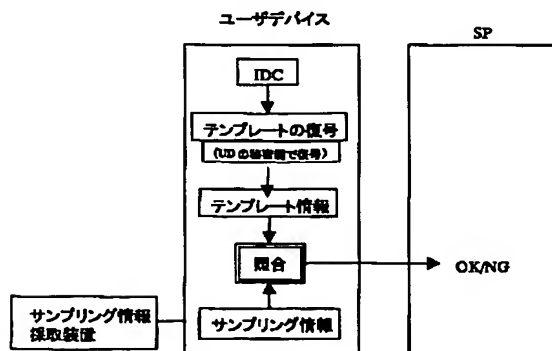 ユーザデバイス
SP
IDC
テンプレートの復号
(UDの秘密鍵で復号)
テンプレート情報
照合
OK/NG
サンプリング情報
採取装置
サンプリング情報